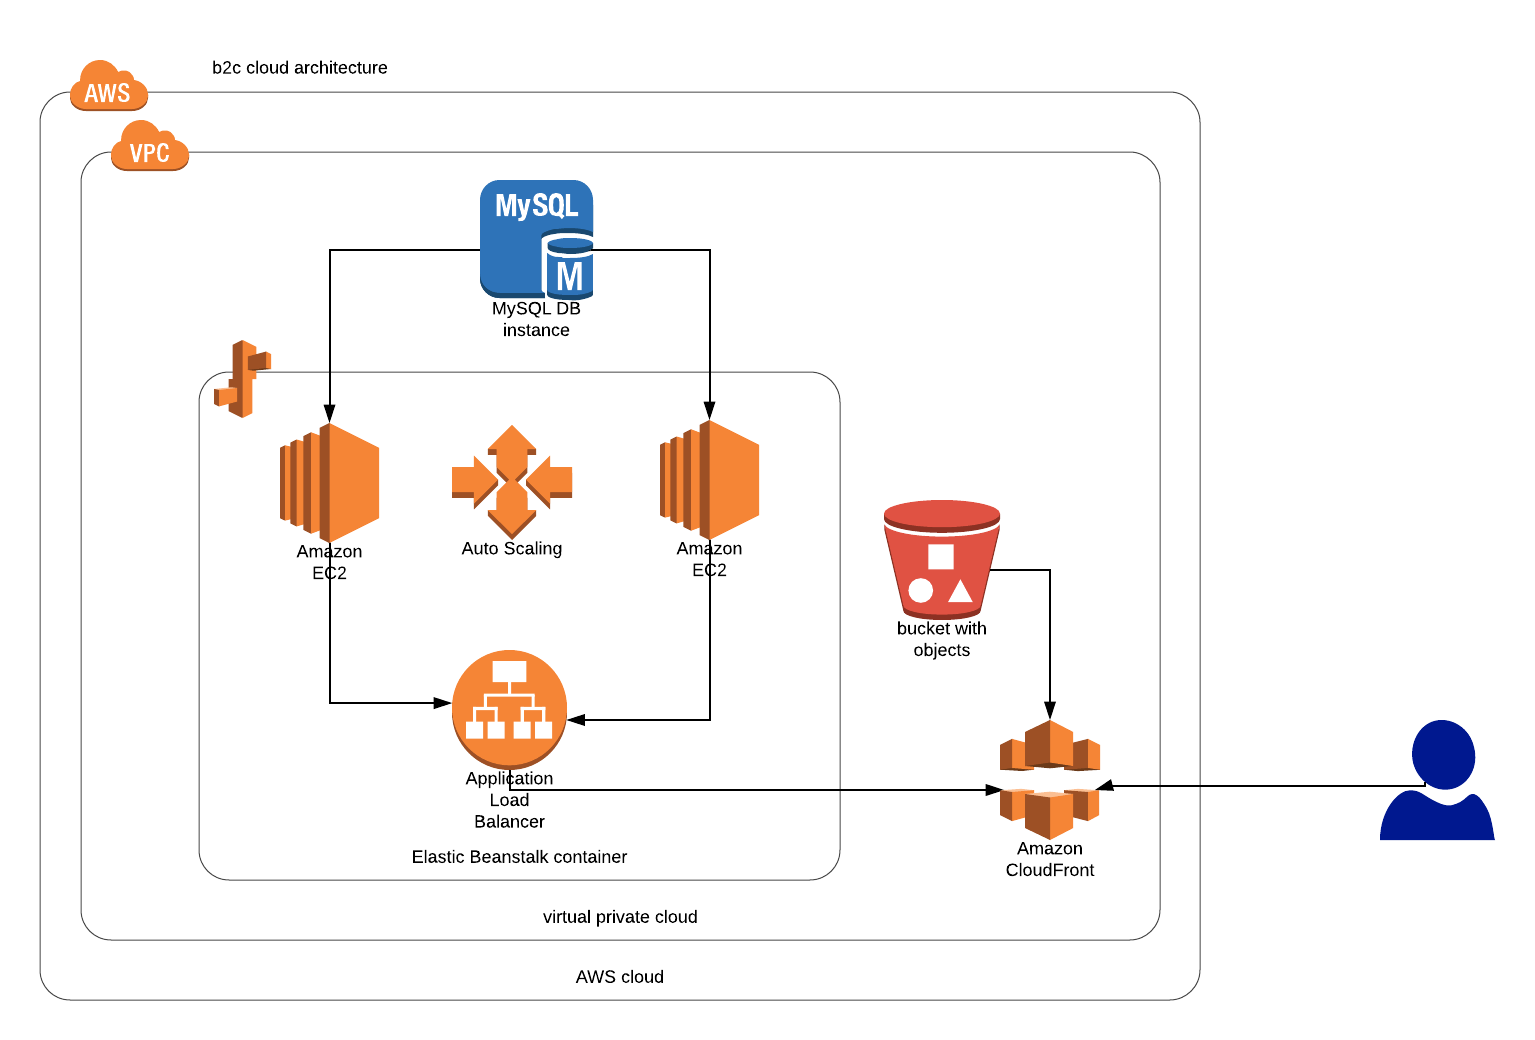 b2c cloud architecture
AWS
VPC
MySQL
M
MySQL DB
instance
Amazon
EC2
Auto Scaling
Amazon
EC2
bucket with
objects
Application
Load
Balancer
Amazon
CloudFront
Elastic Beanstalk container
virtual private cloud
AWS cloud